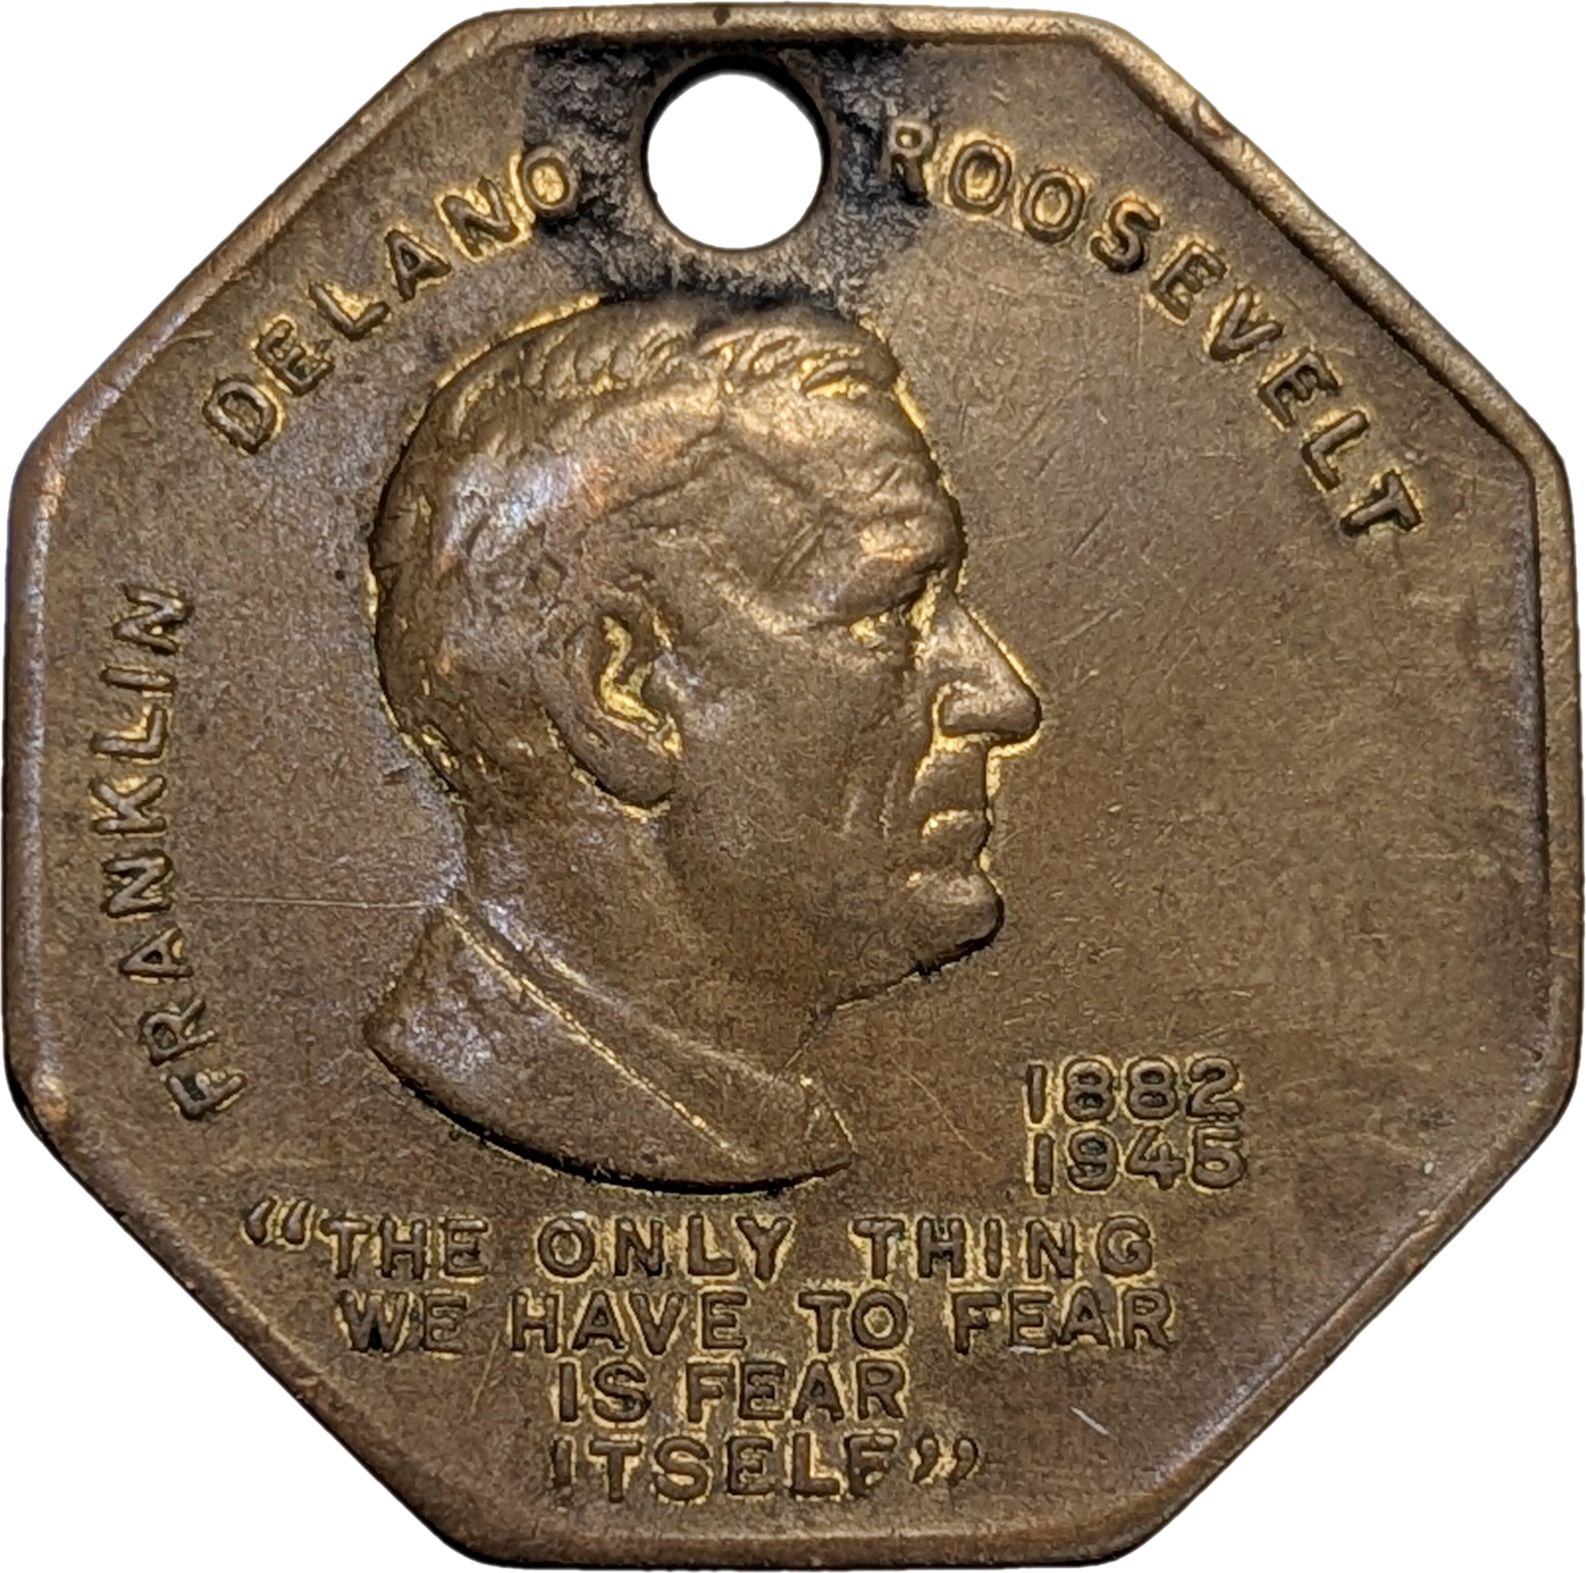 FRANKLIN DELANO ROOSEVELT
1882
1945
“THE ONLY THING
WE HAVE TO FEAR
IS FEAR
ITSELF”